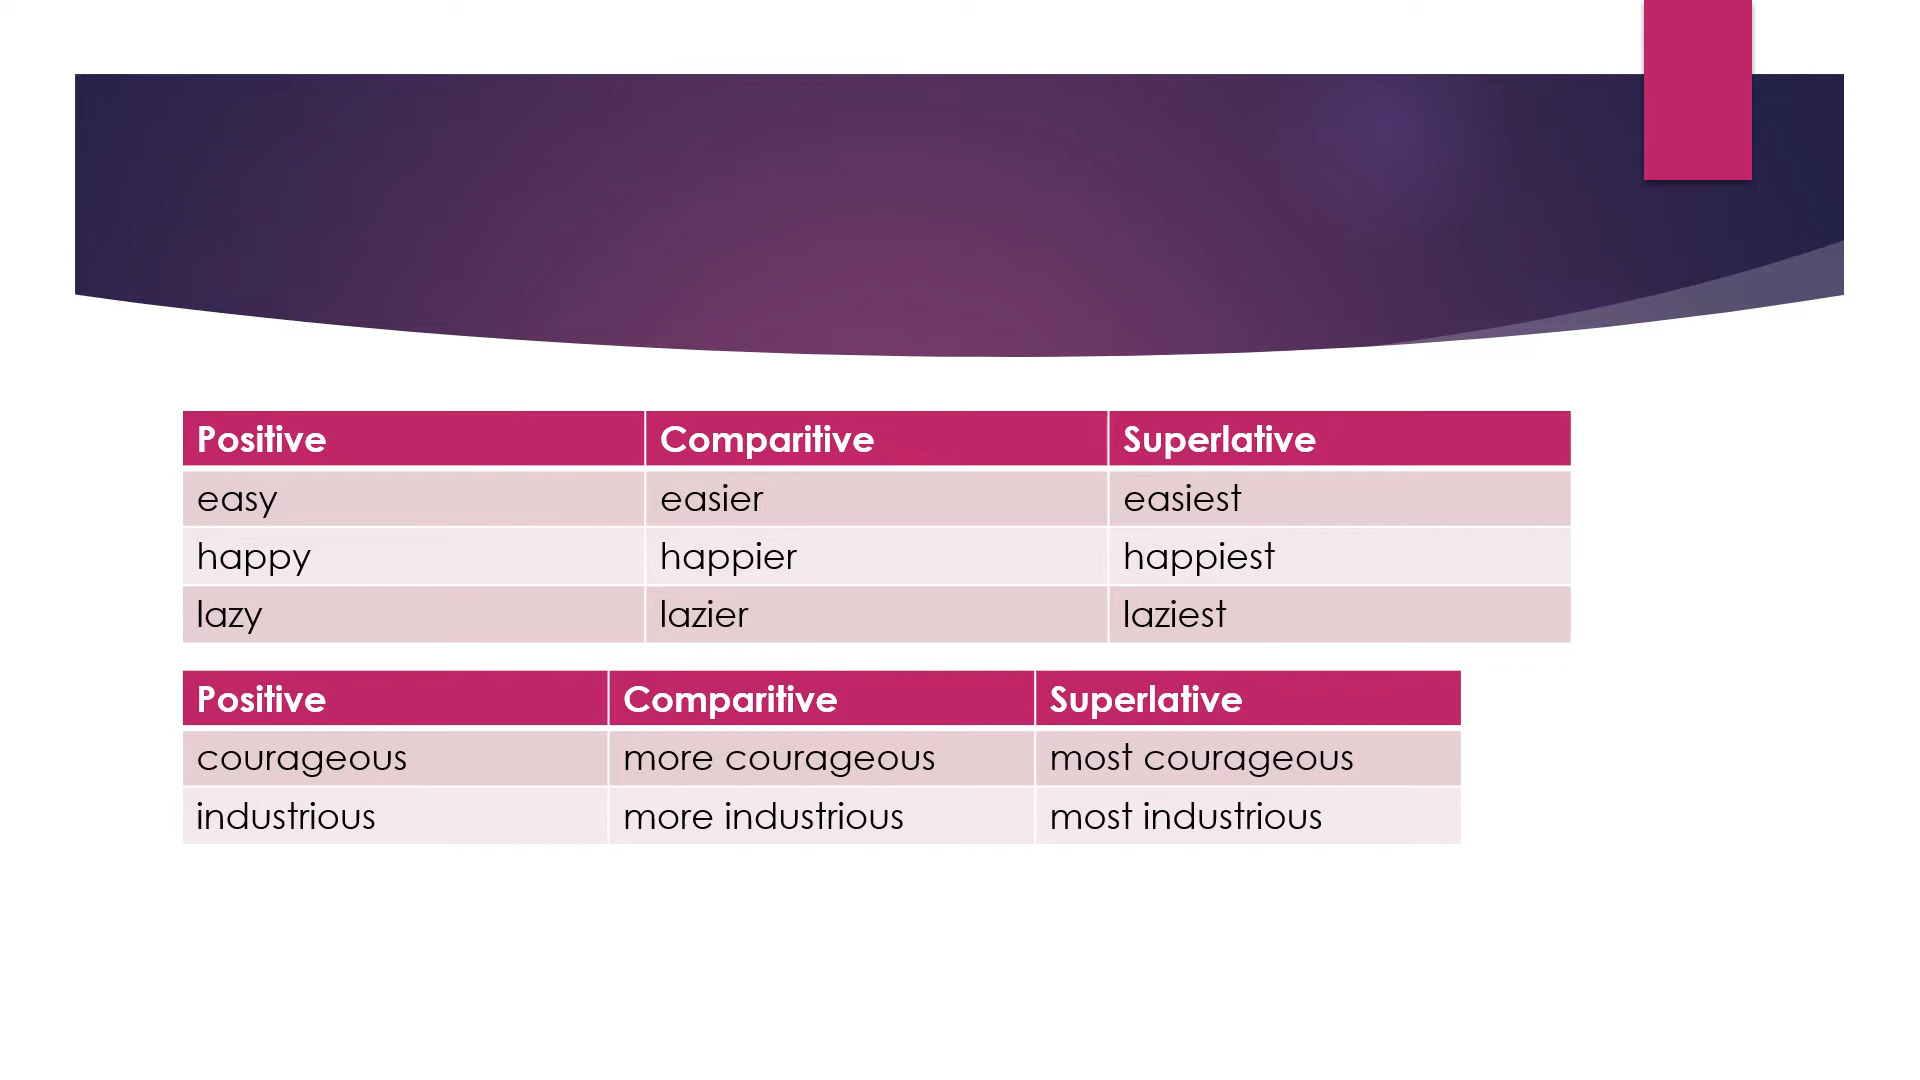 Positive Comparitive Superlative
easy easier easiest
happy happier happiest
lazy lazier laziest
Positive Comparitive Superlative
courageous more courageous most courageous
industrious more industrious most industrious